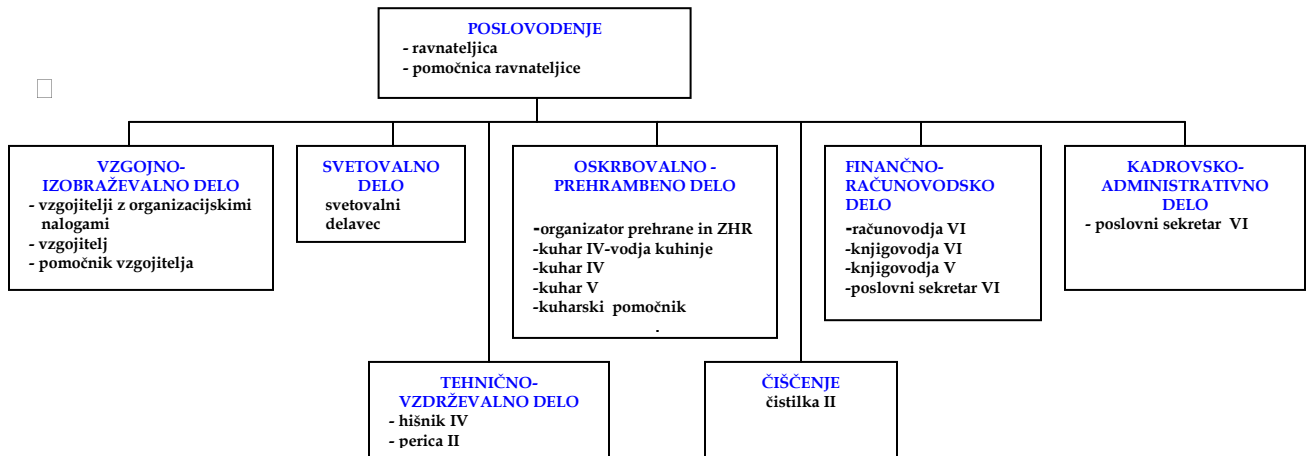 POSLOVODENJE
- ravnateljica
- pomočnica ravnateljice
VZGOJNO-
IZOBRAŽEVALNO DELO
- vzgojitelji z organizacijskimi
nalogami
- vzgojitelj
- pomočnik vzgojitelja
SVETOVALNO
DELO
svetovalni
delavec
OSKRBOVALNO -
PREHRAMBENO DELO
-organizator prehrane in ZHR
-kuhar IV-vodja kuhinje
-kuhar IV
-kuhar V
-kuharski pomočnik
.
FINANČNO-
RAČUNOVODSKO
DELO
-računovodja VI
-knjigovodja VI
-knjigovodja V
-poslovni sekretar VI
KADROVSKO-
ADMINISTRATIVNO
DELO
- poslovni sekretar VI
TEHNIČNO-
VZDRŽEVALNO DELO
- hišnik IV
- perica II
ČIŠČENJE
čistilka II